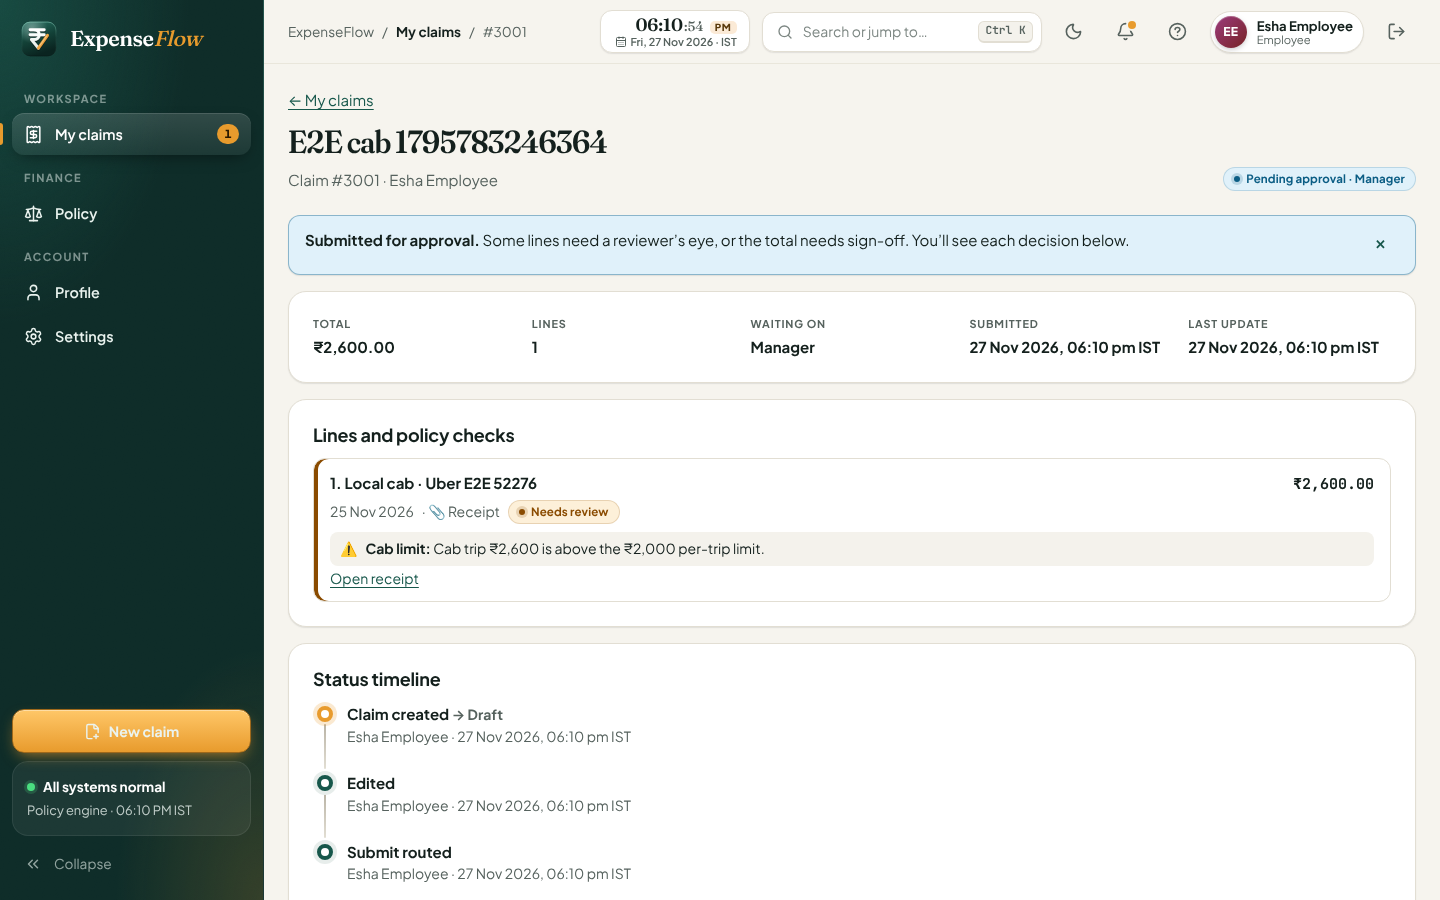 ExpenseFlow
WORKSPACE
My claims 1
FINANCE
Policy
ACCOUNT
Profile
Settings
New claim
All systems normal
Policy engine · 06:10 PM IST
Collapse
ExpenseFlow / My claims / #3001
06:10:54 PM
Fri, 27 Nov 2026 · IST
Search or jump to…
Ctrl K
EE
Esha Employee
Employee
← My claims
E2E cab 1795783246364
Claim #3001 · Esha Employee
Pending approval · Manager
Submitted for approval. Some lines need a reviewer’s eye, or the total needs sign-off. You’ll see each decision below.
×
TOTAL
₹2,600.00
LINES
1
WAITING ON
Manager
SUBMITTED
27 Nov 2026, 06:10 pm IST
LAST UPDATE
27 Nov 2026, 06:10 pm IST
Lines and policy checks
1. Local cab · Uber E2E 52276 ₹2,600.00
25 Nov 2026 · 📎 Receipt Needs review
⚠️ Cab limit: Cab trip ₹2,600 is above the ₹2,000 per-trip limit.
Open receipt
Status timeline
Claim created → Draft
Esha Employee · 27 Nov 2026, 06:10 pm IST
Edited
Esha Employee · 27 Nov 2026, 06:10 pm IST
Submit routed
Esha Employee · 27 Nov 2026, 06:10 pm IST